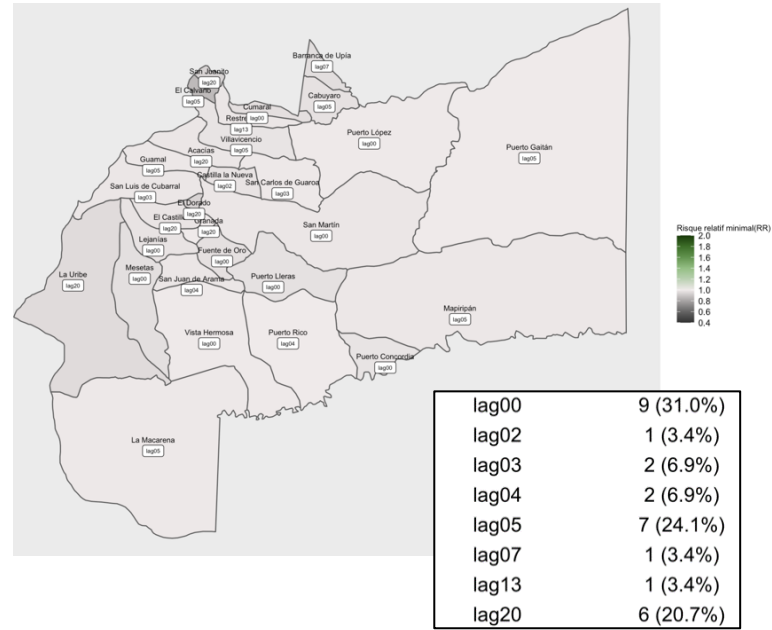 Barranca de Upía
lag07
San Juanito
lag20
El Calvario
lag05
Cabuyaro
lag05
Cumaral
lag00
Restre
lag13
Villavicencio
lag05
Puerto López
lag00
Puerto Gaitán
lag05
Acacías
lag20
Guamal
lag05
Castilla la Nueva
lag02
San Carlos de Guaroa
lag03
San Luis de Cubarral
lag03
El Dorado
lag20
El Castillo
lag20
Granada
lag20
San Martín
lag00
Lejanías
lag00
Fuente de Oro
lag00
La Uribe
lag20
Mesetas
lag00
San Juan de Arama
lag04
Puerto Lleras
lag00
Mapiripán
lag05
Vista Hermosa
lag00
Puerto Rico
lag04
Puerto Concordia
lag00
La Macarena
lag05
Risque relatif minimal(RR)
2.0
1.8
1.6
1.4
1.2
1.0
0.8
0.6
0.4
lag00 9 (31.0%)
lag02 1 (3.4%)
lag03 2 (6.9%)
lag04 2 (6.9%)
lag05 7 (24.1%)
lag07 1 (3.4%)
lag13 1 (3.4%)
lag20 6 (20.7%)